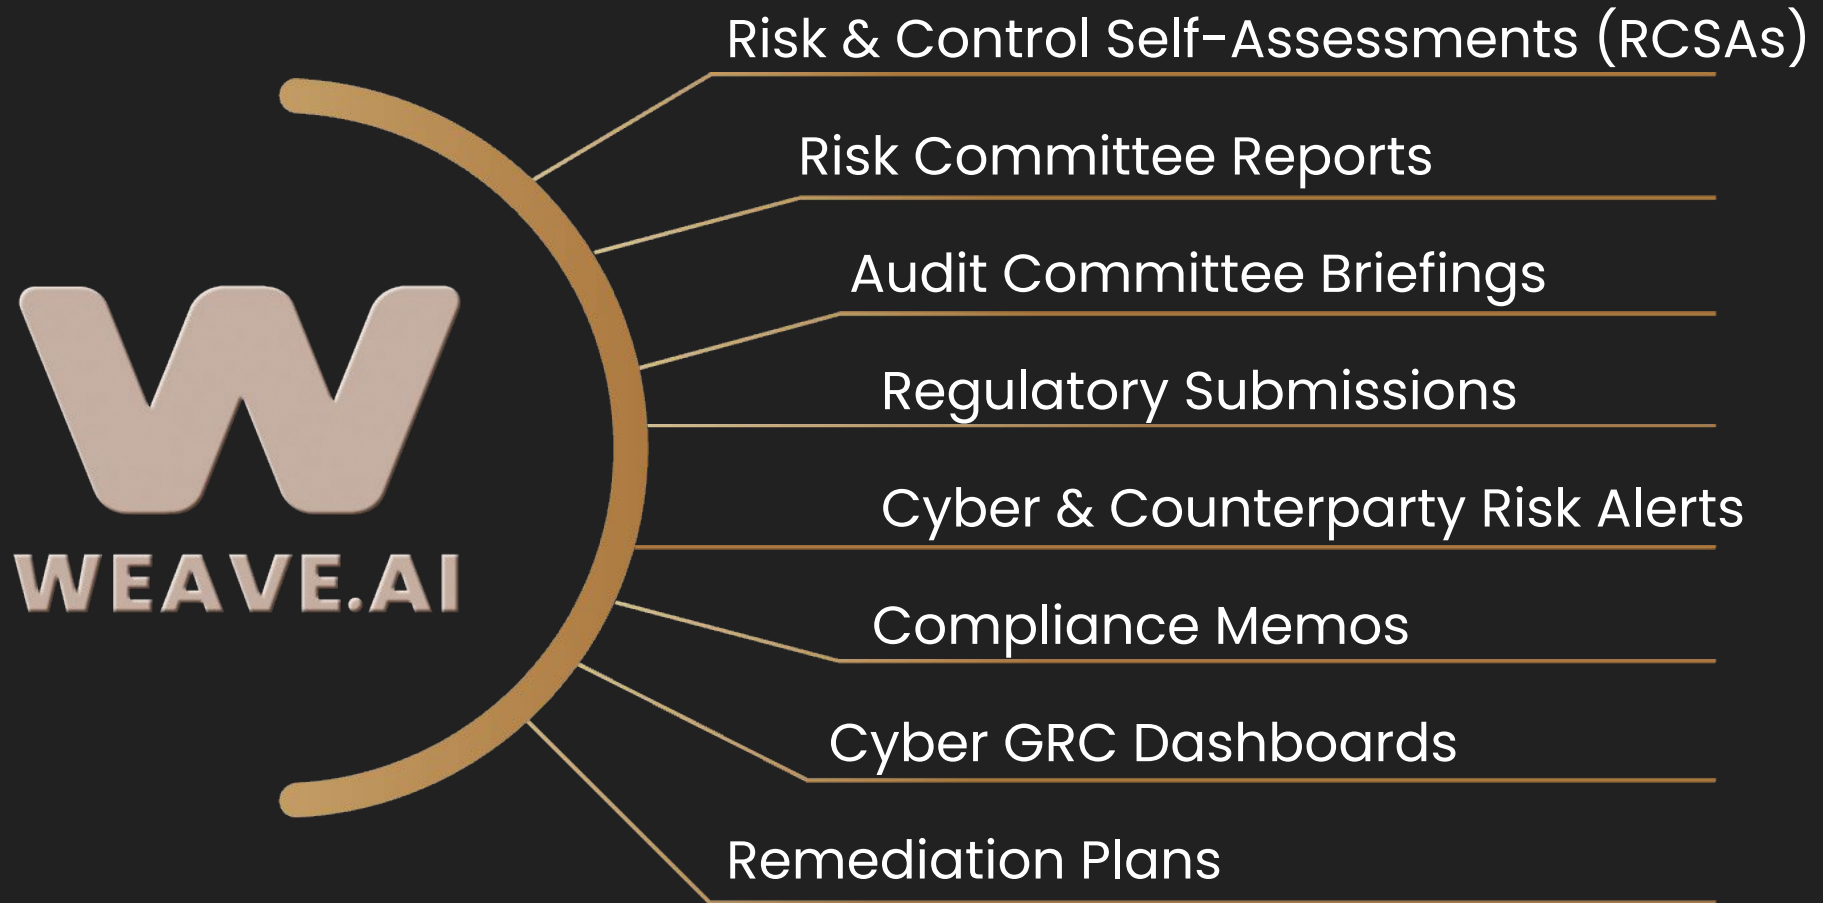 Risk & Control Self-Assessments (RCSAs)
Risk Committee Reports
Audit Committee Briefings
Regulatory Submissions
Cyber & Counterparty Risk Alerts
Compliance Memos
Cyber GRC Dashboards
Remediation Plans
W
WEAVE.AI